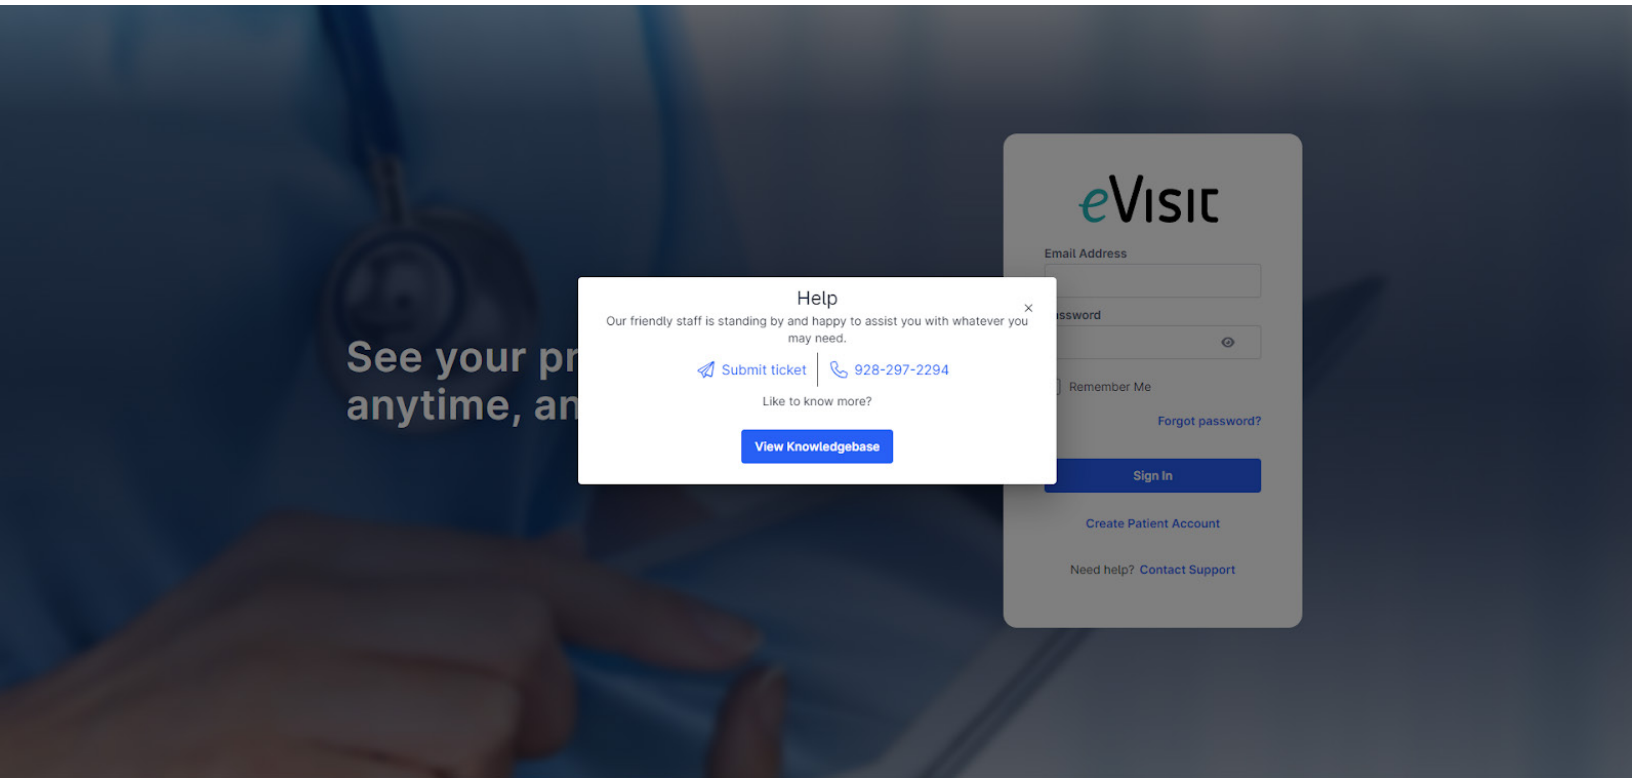 eVisit
Email Address
Help
Our friendly staff is standing by and happy to assist you with whatever you
may need.
Submit ticket
928-297-2294
Like to know more?
View Knowledgebase
See your pr
anytime, an
assword
Remember Me
Forgot password?
Sign In
Create Patient Account
Need help? Contact Support